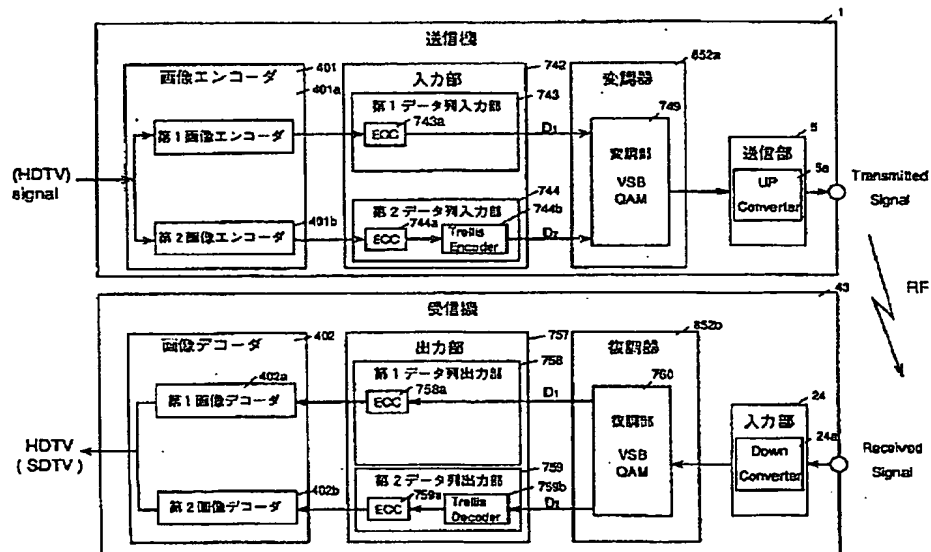 1
送信機
画像エンコーダ
401
401a
第1画像エンコーダ
(HDTV)
signal
第2画像エンコーダ
401b
入力部
742
743
第1データ列入力部
ECC
743a
D1
744
第2データ列入力部
744a
744b
ECC
Trellis
Encoder
D2
変調器
852a
749
変調部
VSB
QAM
5
送信部
5a
UP
Converter
Transmitted
Signal
RF
43
受信機
画像デコーダ
402
402a
第1画像デコーダ
HDTV
(SDTV)
402b
第2画像デコーダ
出力部
757
758
第1データ列出力部
758a
ECC
D1
759
第2データ列出力部
759a
759b
ECC
Trellis
Decoder
D2
復調器
852b
760
復調部
VSB
QAM
24
入力部
24a
Down
Converter
Received
Signal